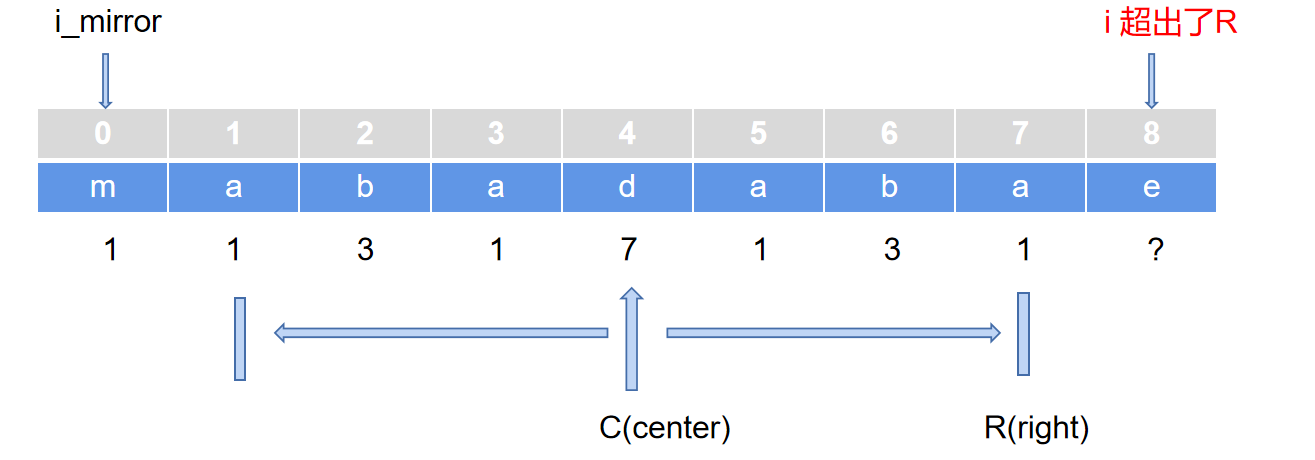 i_mirror
i 超出了R
0 1 2 3 4 5 6 7 8
m a b a d a b a e
1 1 3 1 7 1 3 1 ?
C(center)
R(right)